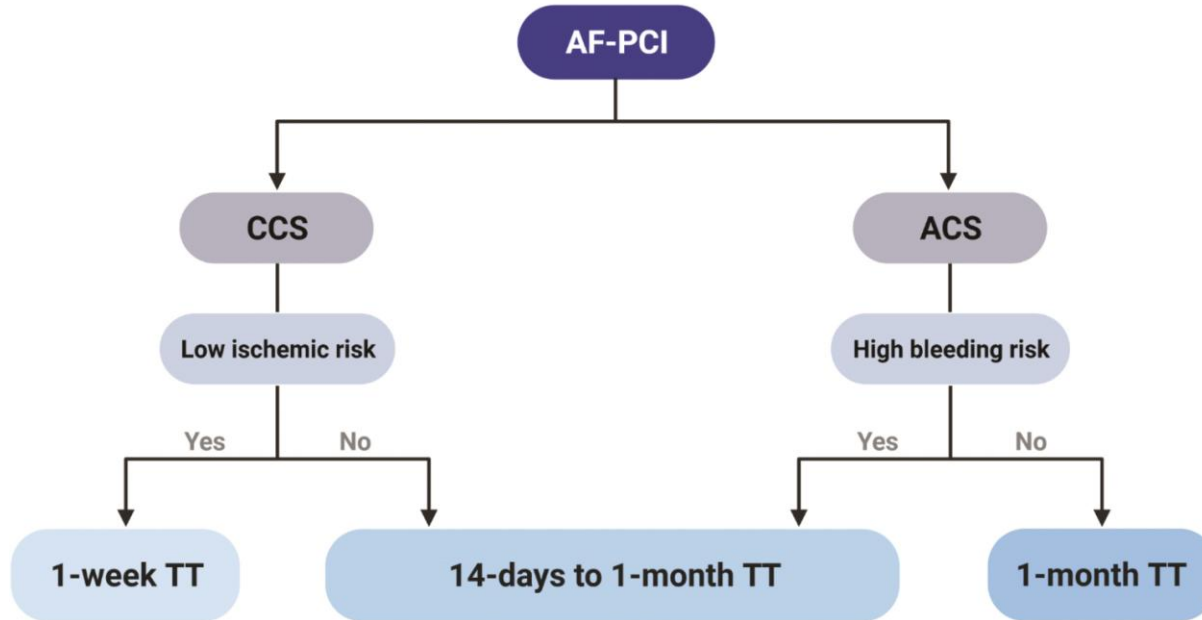 AF-PCI
CCS
ACS
Low ischemic risk
High bleeding risk
Yes
No
Yes
No
1-week TT
14-days to 1-month TT
1-month TT